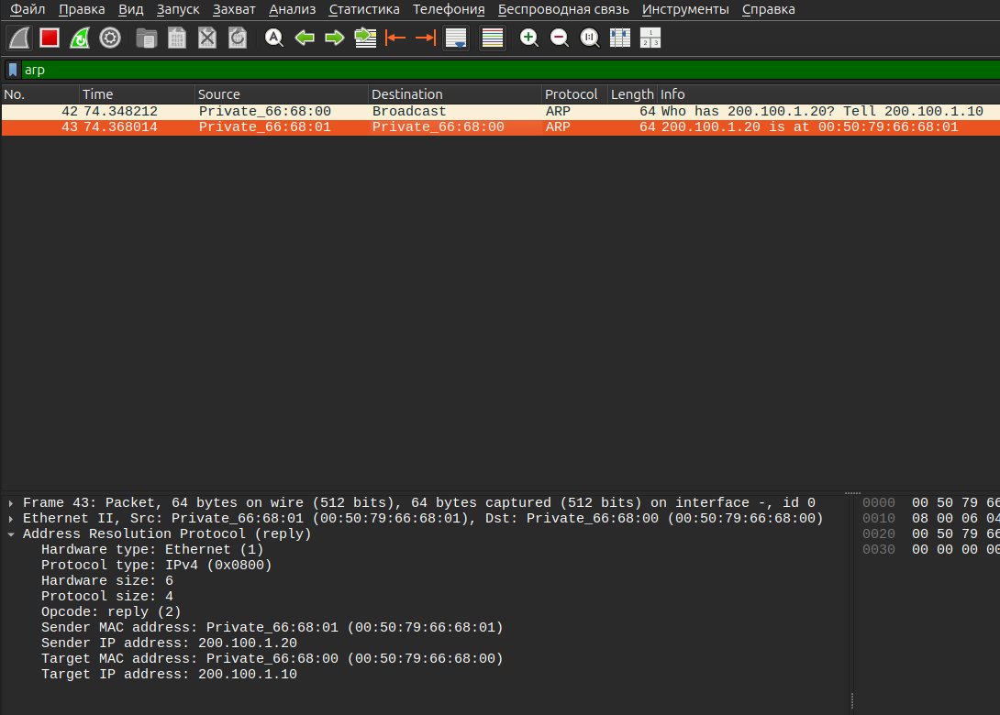 Файл Правка Вид Запуск Захват Анализ Статистика Телефония Беспроводная связь Инструменты Справка
arp
No. Time Source Destination Protocol Length Info
42 74.348212 Private_66:68:00 Broadcast ARP 64 Who has 200.100.1.20? Tell 200.100.1.10
43 74.368014 Private_66:68:01 Private_66:68:00 ARP 64 200.100.1.20 is at 00:50:79:66:68:01
Frame 43: Packet, 64 bytes on wire (512 bits), 64 bytes captured (512 bits) on interface -, id 0
Ethernet II, Src: Private_66:68:01 (00:50:79:66:68:01), Dst: Private_66:68:00 (00:50:79:66:68:00)
Address Resolution Protocol (reply)
Hardware type: Ethernet (1)
Protocol type: IPv4 (0x0800)
Hardware size: 6
Protocol size: 4
Opcode: reply (2)
Sender MAC address: Private_66:68:01 (00:50:79:66:68:01)
Sender IP address: 200.100.1.20
Target MAC address: Private_66:68:00 (00:50:79:66:68:00)
Target IP address: 200.100.1.10
0000 00 50 79 66
0010 08 00 06 04
0020 00 50 79 66
0030 00 00 00 00